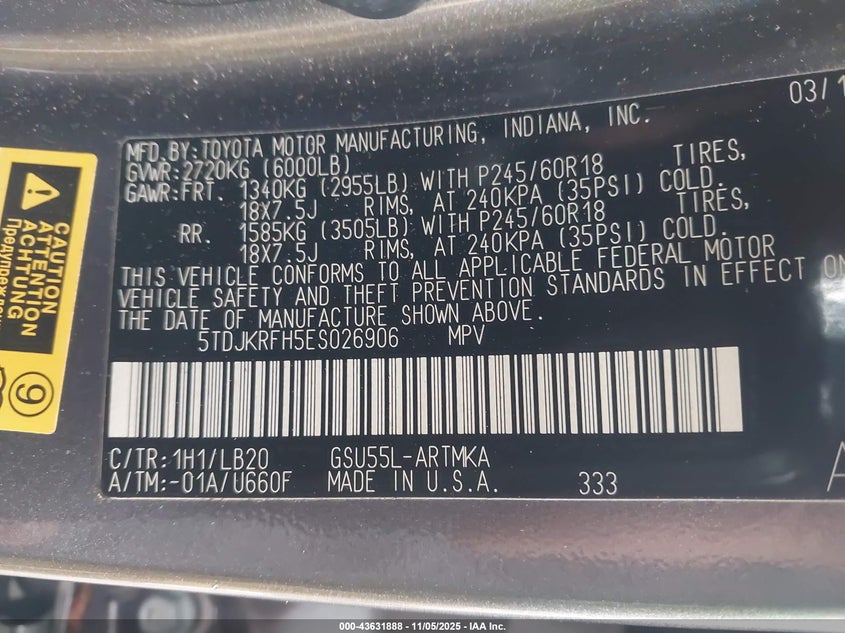 03/1
MFD.BY:TOYOTA MOTOR MANUFACTURING, INDIANA, INC.
GVWR:2720KG (6000LB)
GAWR:FRT. 1340KG (2955LB) WITH P245/60R18 TIRES,
18X7.5J RIMS, AT 240KPA (35PSI) COLD.
RR. 1585KG (3505LB) WITH P245/60R18 TIRES,
18X7.5J RIMS, AT 240KPA (35PSI) COLD.
THIS VEHICLE CONFORMS TO ALL APPLICABLE FEDERAL MOTOR
VEHICLE SAFETY AND THEFT PREVENTION STANDARDS IN EFFECT ON
THE DATE OF MANUFACTURE SHOWN ABOVE.
5TDJKRFH5ES026906 MPV
C/TR:1H1/LB20 GSU55L-ARTMKA
A/TM:-01A/U660F MADE IN U.S.A. 333
A
CAUTION
ATTENTION
ACHTUNG
9
000-43631888 - 11/05/2025 - IAA Inc.